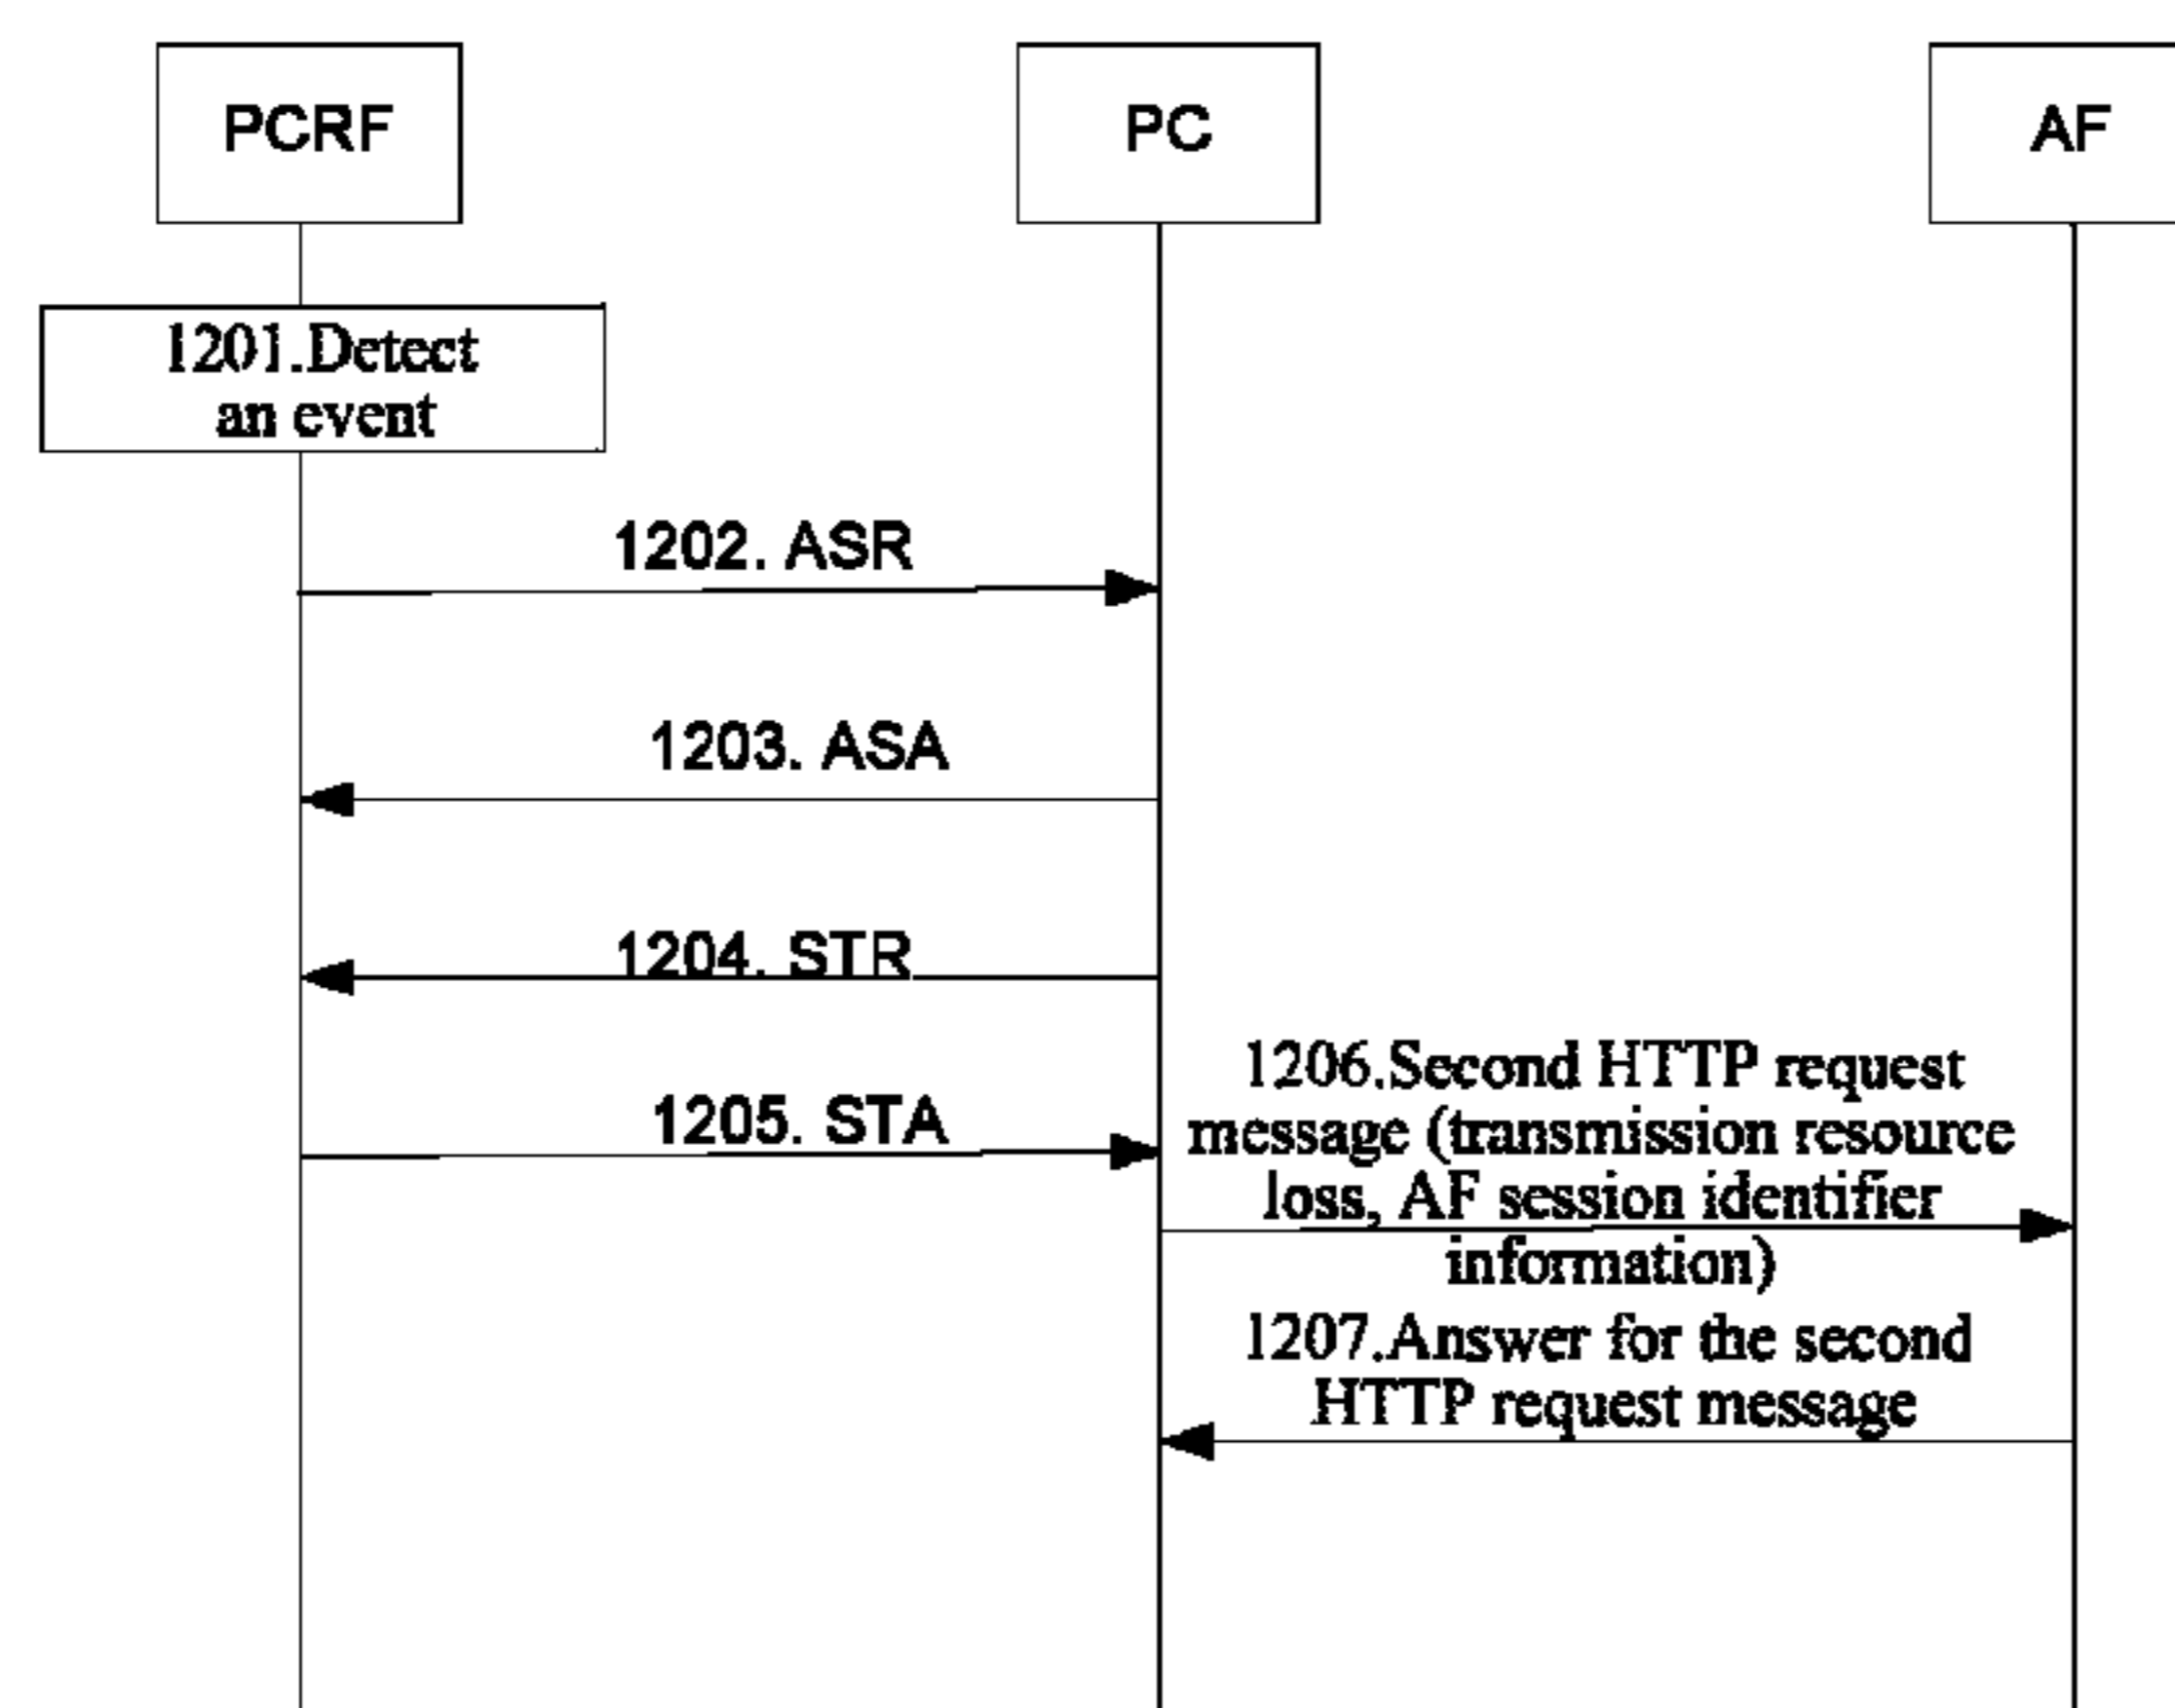 PCRF
PC
AF
1201.Detect
an event
1202. ASR
1203. ASA
1204. STR
1205. STA
1206.Second HTTP request
message (transmission resource
loss, AF session identifier
information)
1207.Answer for the second
HTTP request message